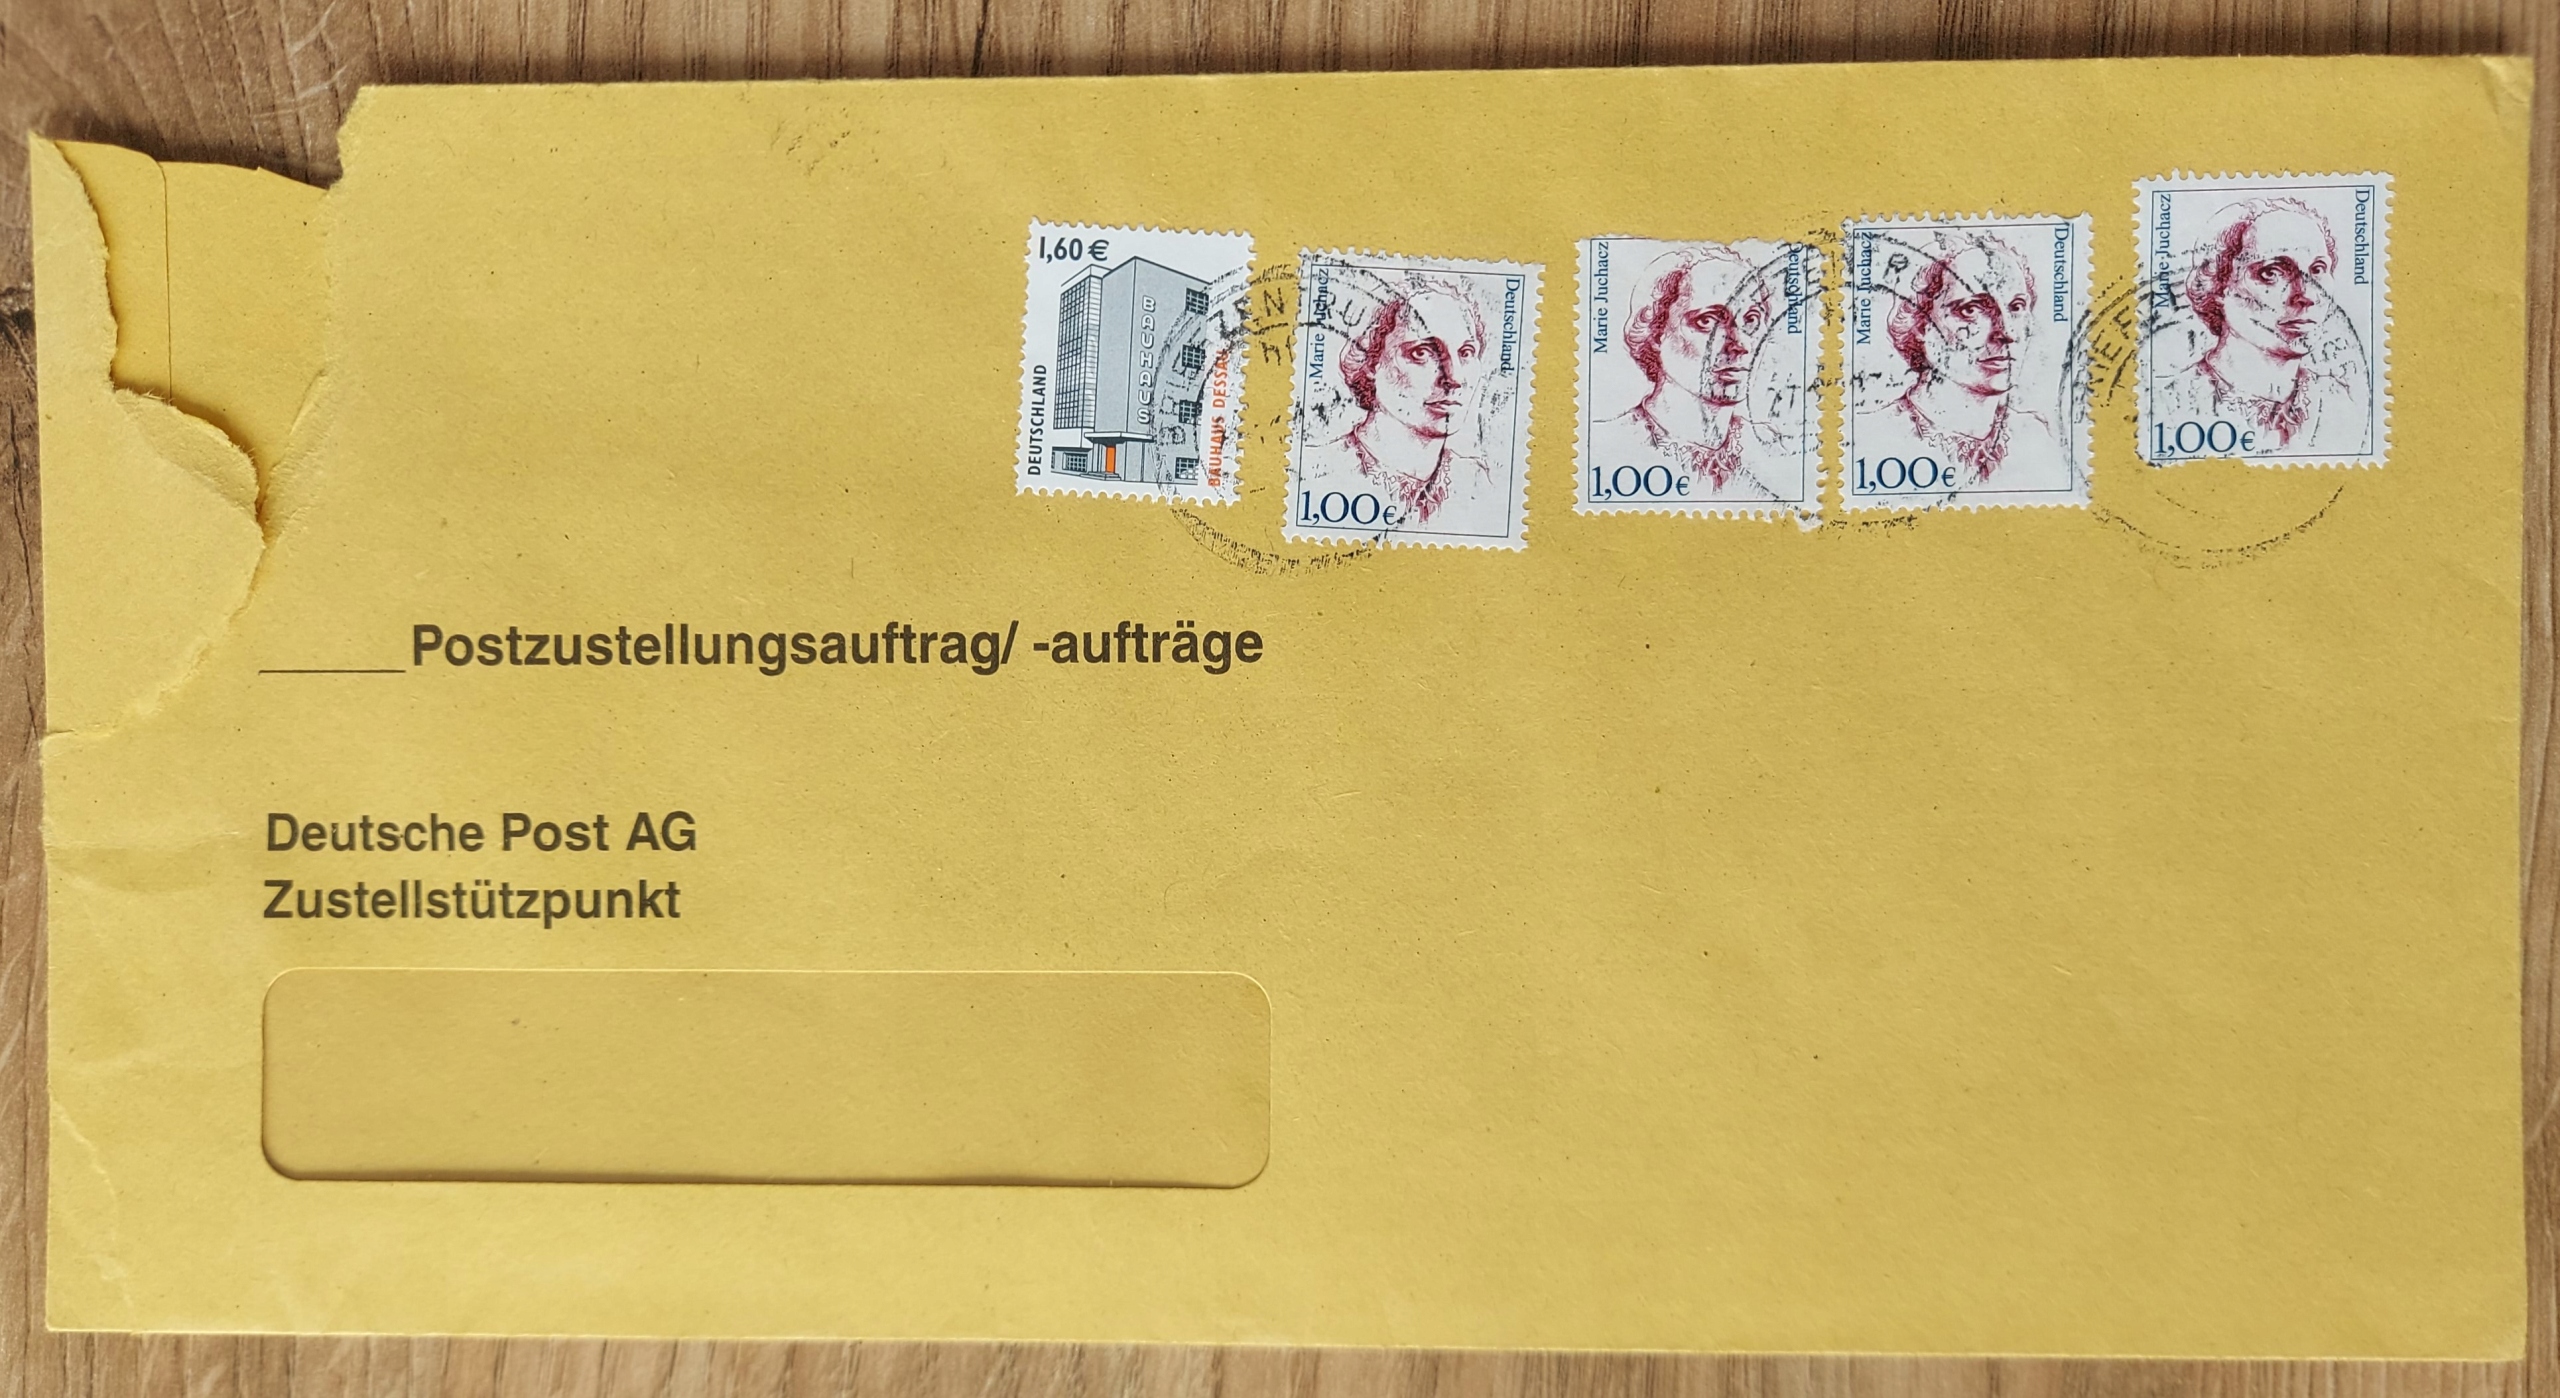 1,60 €
DEUTSCHLAND
BAUHAUS
BAUHAUS DESSAU
Marie Juchacz
Deutschland
1,00€
Marie Juchacz
Deutschland
1,00€
Marie Juchacz
Deutschland
1,00€
Marie Juchacz
Deutschland
1,00€
Postzustellungsauftrag/ -aufträge
Deutsche Post AG
Zustellstützpunkt